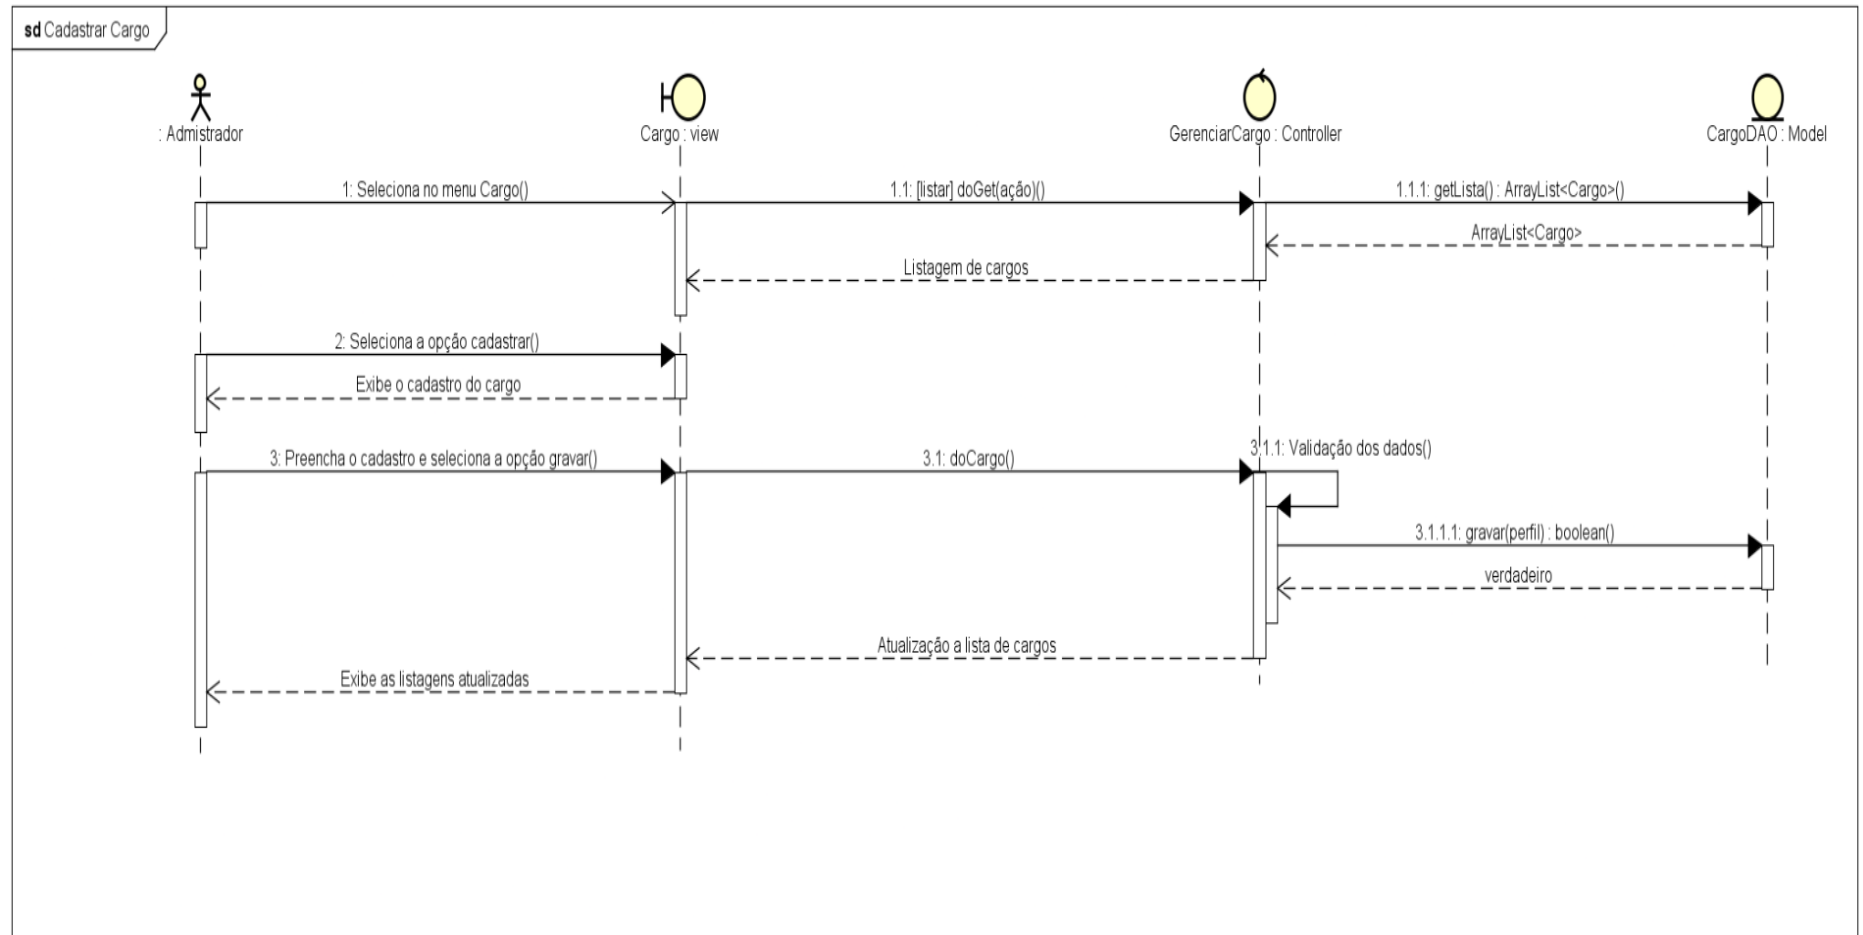 sd Cadastrar Cargo
: Admistrador
Cargo : view
GerenciarCargo : Controller
CargoDAO : Model
1: Seleciona no menu Cargo()
1.1: [listar] doGet(ação)()
1.1.1: getLista() : ArrayList<Cargo>()
ArrayList<Cargo>
Listagem de cargos
2: Seleciona a opção cadastrar()
Exibe o cadastro do cargo
3: Preencha o cadastro e seleciona a opção gravar()
3.1: doCargo()
3.1.1: Validação dos dados()
3.1.1.1: gravar(perfil) : boolean()
verdadeiro
Atualização a lista de cargos
Exibe as listagens atualizadas